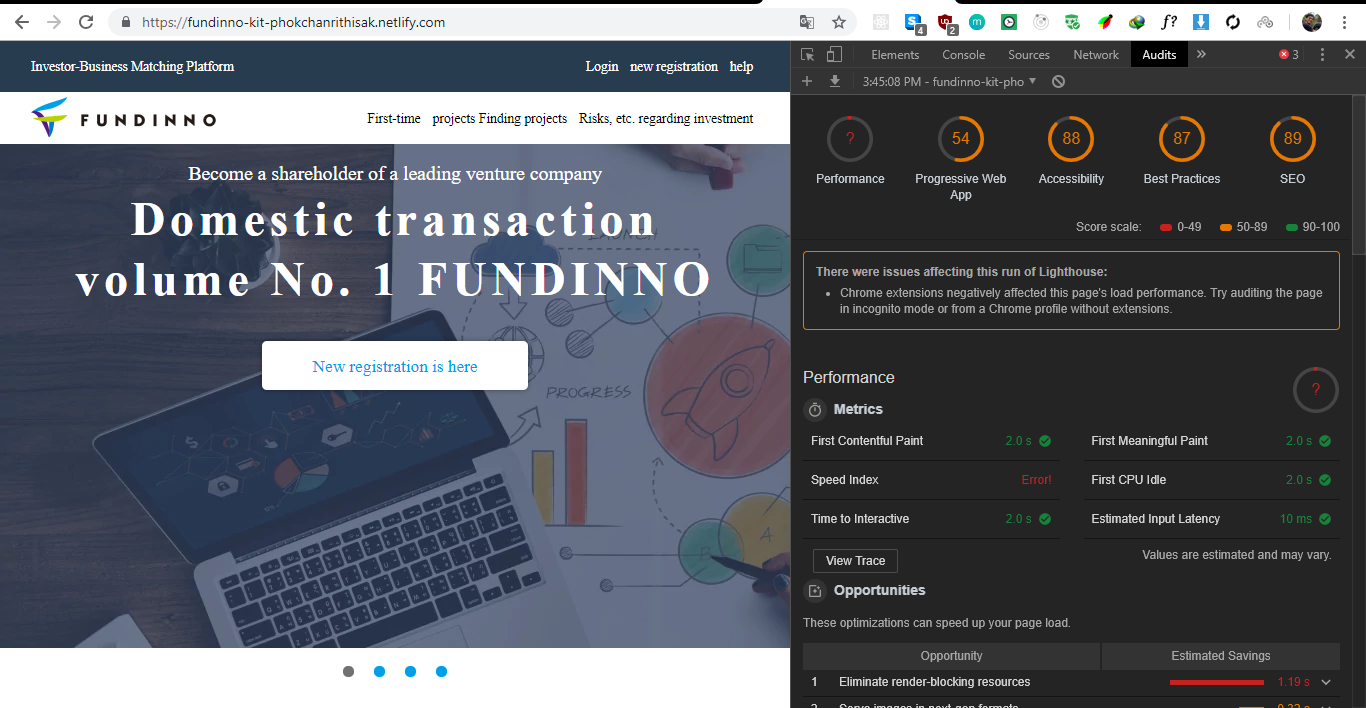 https://fundinno-kit-phokchanrithisak.netlify.com
4
2
f?
Investor-Business Matching Platform
Login new registration help
FUNDINNO
First-time projects Finding projects Risks, etc. regarding investment
Become a shareholder of a leading venture company
Domestic transaction
volume No. 1 FUNDINNO
New registration is here
LAUNCH
PROGRESS
A
B
Elements Console Sources Network Audits » 3
3:45:08 PM - fundinno-kit-pho
? 54 88 87 89
Performance Progressive Web App Accessibility Best Practices SEO
Score scale: 0-49 50-89 90-100
There were issues affecting this run of Lighthouse:
• Chrome extensions negatively affected this page's load performance. Try auditing the page
in incognito mode or from a Chrome profile without extensions.
Performance ?
Metrics
First Contentful Paint 2.0 s First Meaningful Paint 2.0 s
Speed Index Error! First CPU Idle 2.0 s
Time to Interactive 2.0 s Estimated Input Latency 10 ms
View Trace Values are estimated and may vary.
Opportunities
These optimizations can speed up your page load.
Opportunity Estimated Savings
1 Eliminate render-blocking resources 1.19 s
2 Serve images in next-gen formats